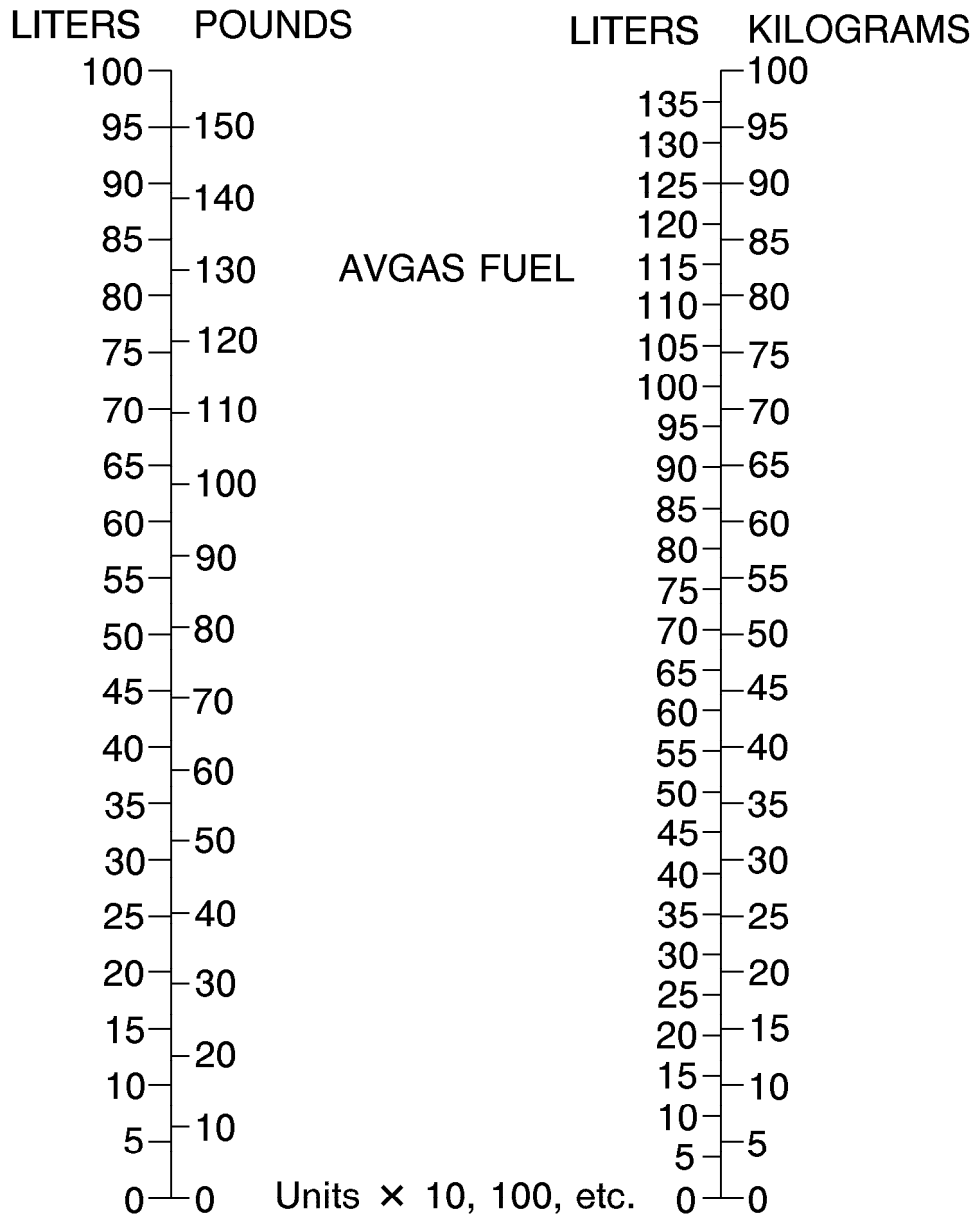 LITERS POUNDS LITERS KILOGRAMS
100 100
135
95 150 95
130
90 140 125 90
120
85 85
130 AVGAS FUEL 115
80 110 80
120 105
75 75
100
70 110 70
95
65 100 90 65
85
60 60
90 80
55 75 55
50 80 70 50
65
45 70 45
60
40 60 55 40
50
35 35
50 45
30 40 30
25 40 35 25
30
20 30 20
25
15 20 20 15
15
10 10
10 10
5 5
5
0 0 Units × 10, 100, etc. 0 0